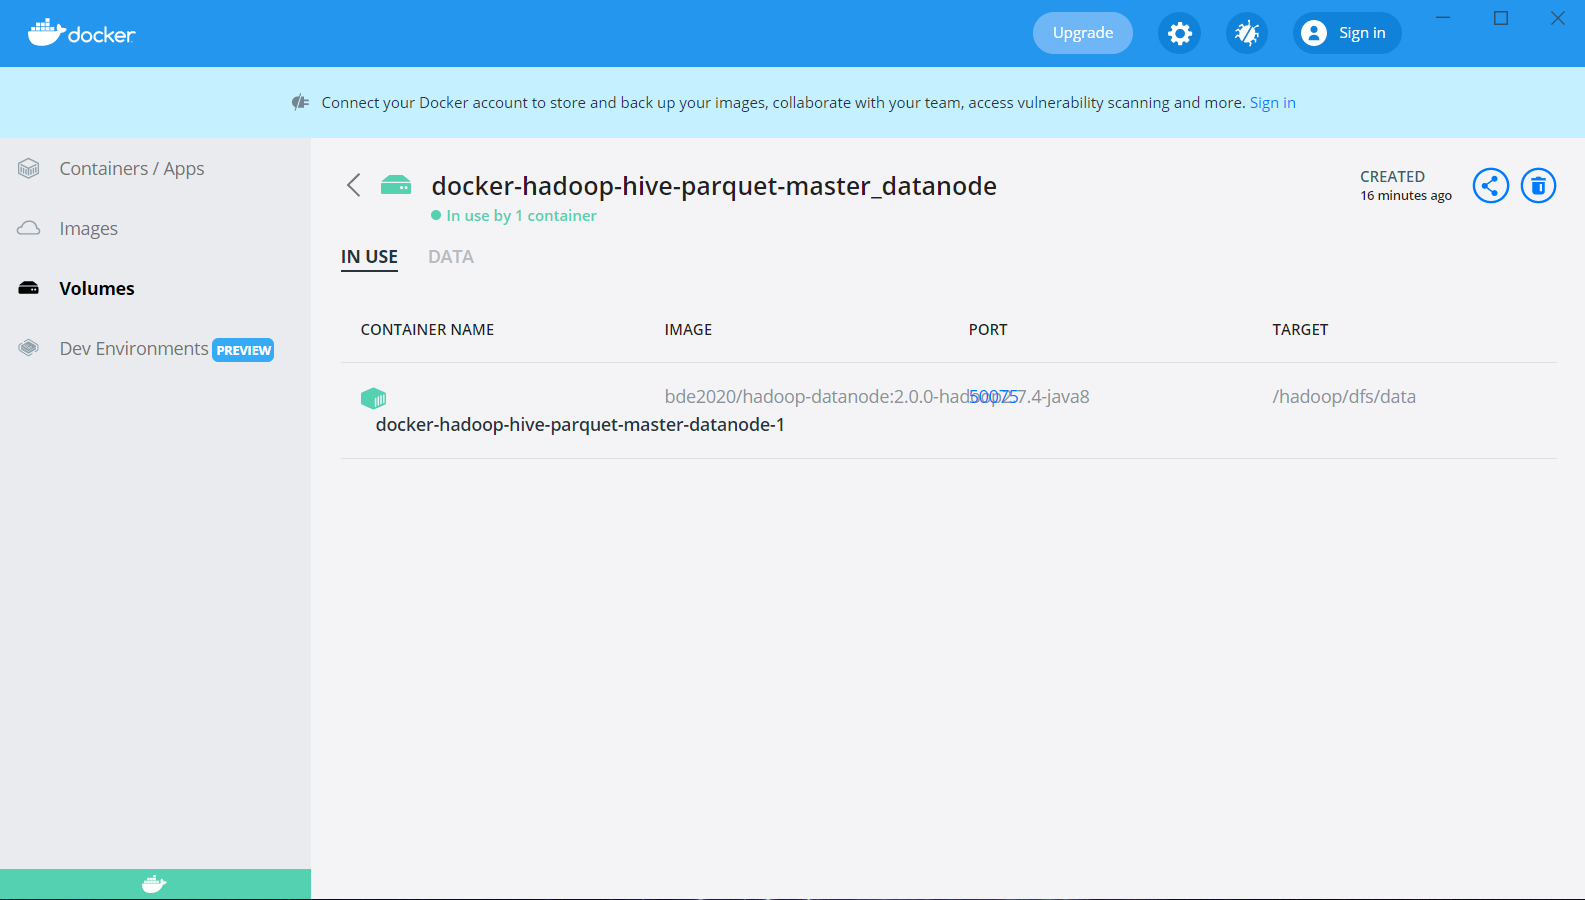 docker
Upgrade
Sign in
Connect your Docker account to store and back up your images, collaborate with your team, access vulnerability scanning and more. Sign in
Containers / Apps
Images
Volumes
Dev Environments PREVIEW
docker-hadoop-hive-parquet-master_datanode
In use by 1 container
CREATED
16 minutes ago
IN USE DATA
CONTAINER NAME IMAGE PORT TARGET
bde2020/hadoop-datanode:2.0.0-hadoop2.7.4-java8 50075 /hadoop/dfs/data
docker-hadoop-hive-parquet-master-datanode-1